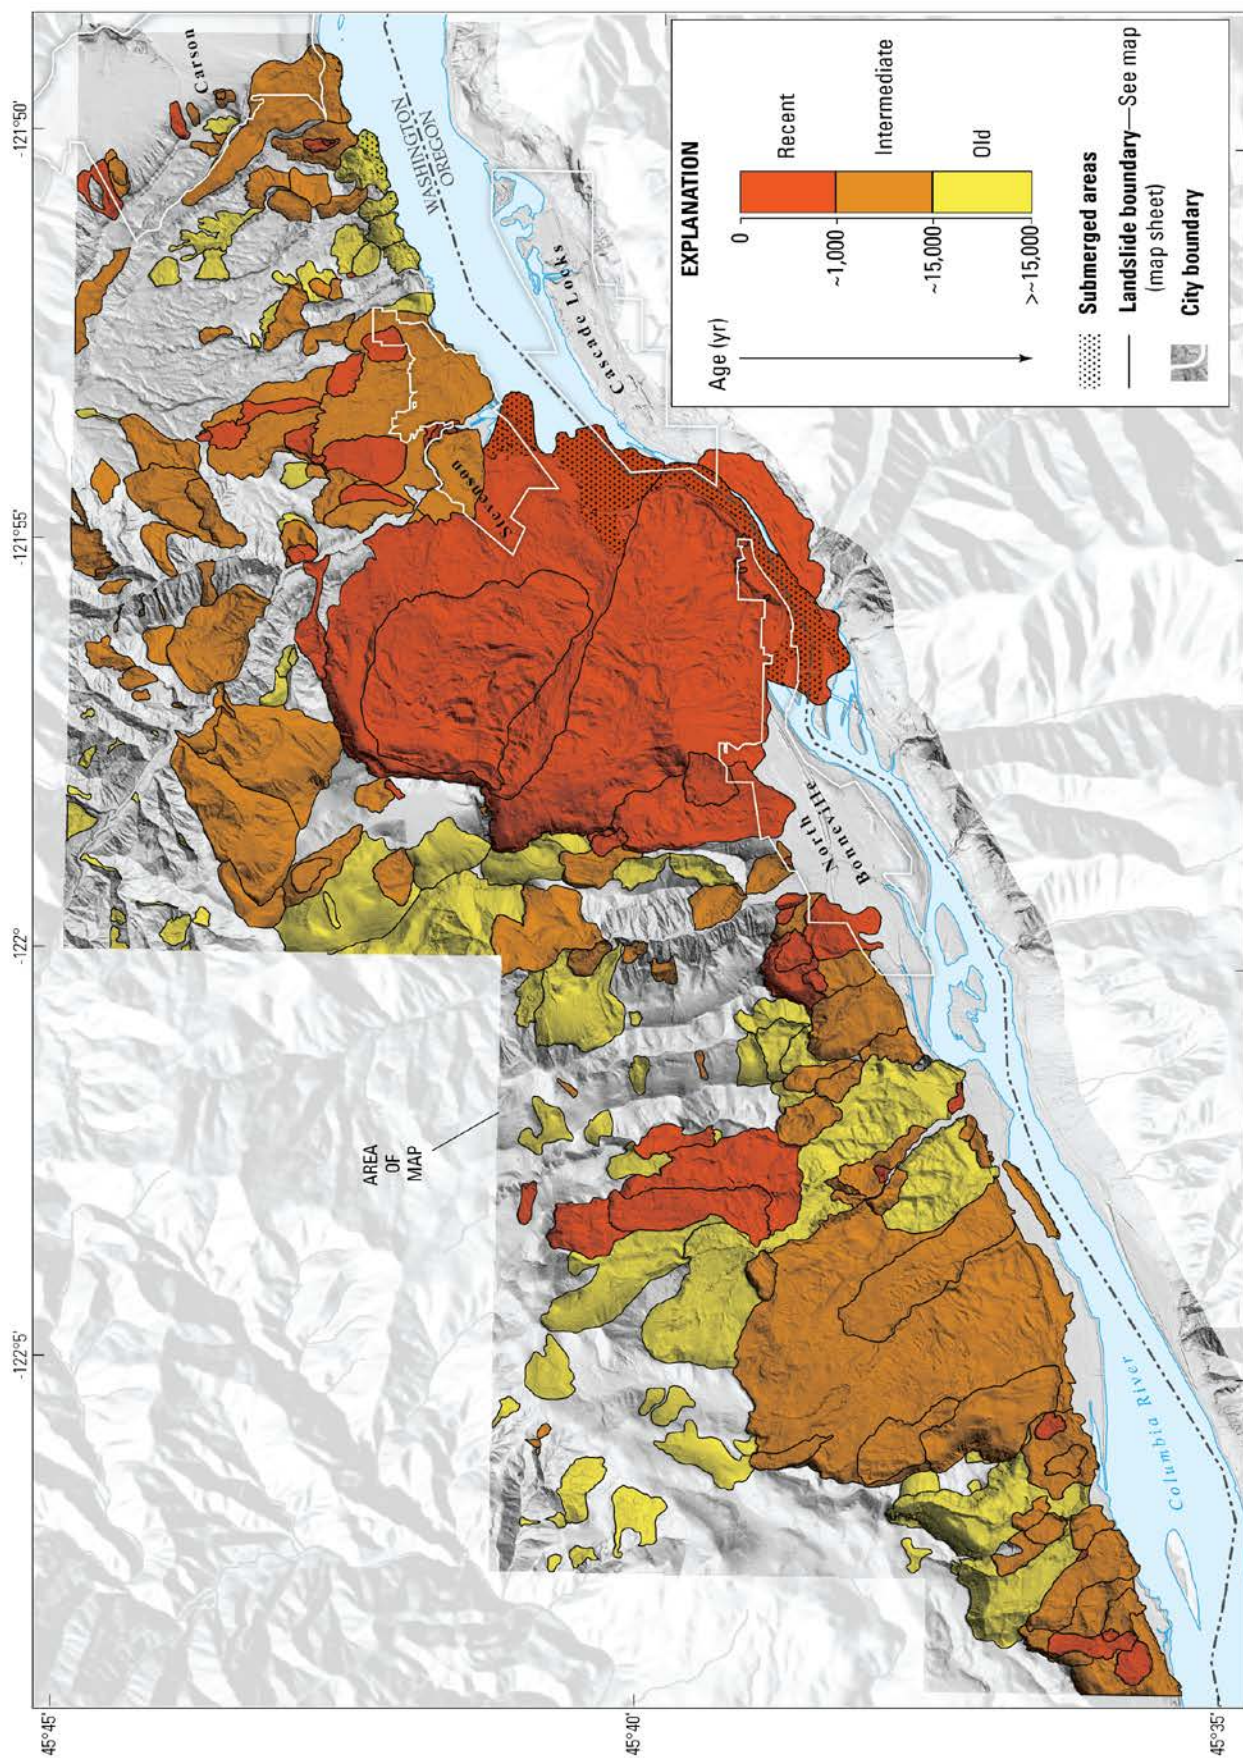 -121°50'
-121°55'
-122°
-122°5'
45°45'
45°40'
45°35'
Carson
WASHINGTON
OREGON
Cascade Locks
Stevenson
North
Bonneville
Columbia River
AREA
OF
MAP
EXPLANATION
Age (yr)
0
Recent
~1,000
Intermediate
~15,000
Old
>~15,000
Submerged areas
Landslide boundary—See map
(map sheet)
City boundary